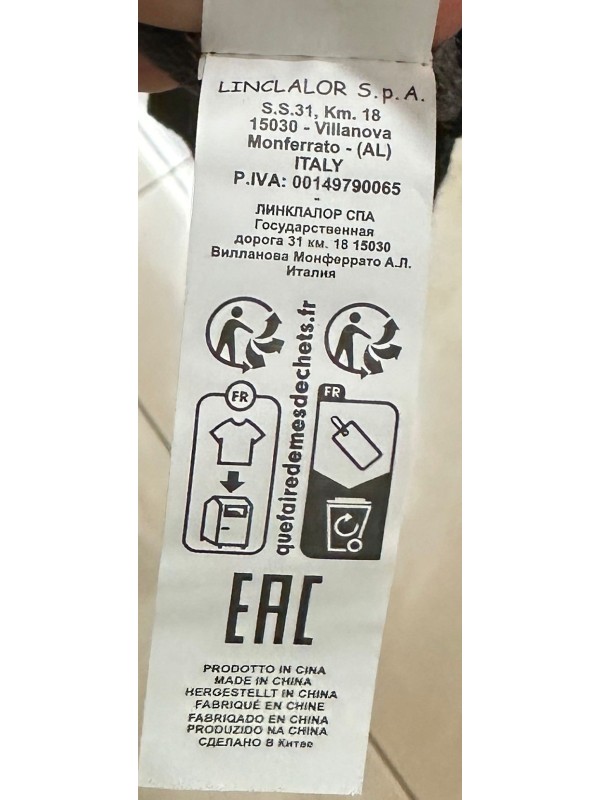 LINCLALOR S.p.A.
S.S.31, Km. 18
15030 - Villanova
Monferrato - (AL)
ITALY
P.IVA: 00149790065
-
ЛИНКЛАЛОР СПА
Государственная
дорога 31 км. 18 15030
Вилланова Монферрато А.Л.
Италия
quefairedemesdechets.fr
FR
FR
EAC
PRODOTTO IN CINA
MADE IN CHINA
HERGESTELLT IN CHINA
FABRIQUÉ EN CHINE
FABRIQADO EN CHINA
PRODUZIDO NA CHINA
СДЕЛАНО В Китае